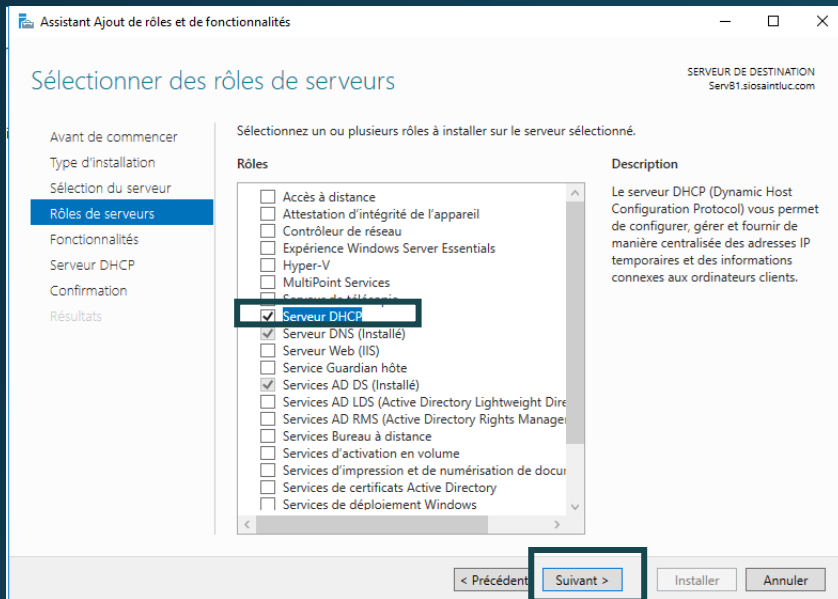 Assistant Ajout de rôles et de fonctionnalités
Sélectionner des rôles de serveurs
SERVEUR DE DESTINATION
ServB1.siosaintluc.com
Avant de commencer
Type d'installation
Sélection du serveur
Rôles de serveurs
Fonctionnalités
Serveur DHCP
Confirmation
Résultats
Sélectionnez un ou plusieurs rôles à installer sur le serveur sélectionné.
Rôles
Accès à distance
Attestation d'intégrité de l'appareil
Contrôleur de réseau
Expérience Windows Server Essentials
Hyper-V
MultiPoint Services
Serveur de télécopie
Serveur DHCP
Serveur DNS (Installé)
Serveur Web (IIS)
Service Guardian hôte
Services AD DS (Installé)
Services AD LDS (Active Directory Lightweight Dire
Services AD RMS (Active Directory Rights Manage
Services Bureau à distance
Services d'activation en volume
Services d'impression et de numérisation de docu
Services de certificats Active Directory
Services de déploiement Windows
Description
Le serveur DHCP (Dynamic Host
Configuration Protocol) vous permet
de configurer, gérer et fournir de
manière centralisée des adresses IP
temporaires et des informations
connexes aux ordinateurs clients.
< Précédent
Suivant >
Installer
Annuler